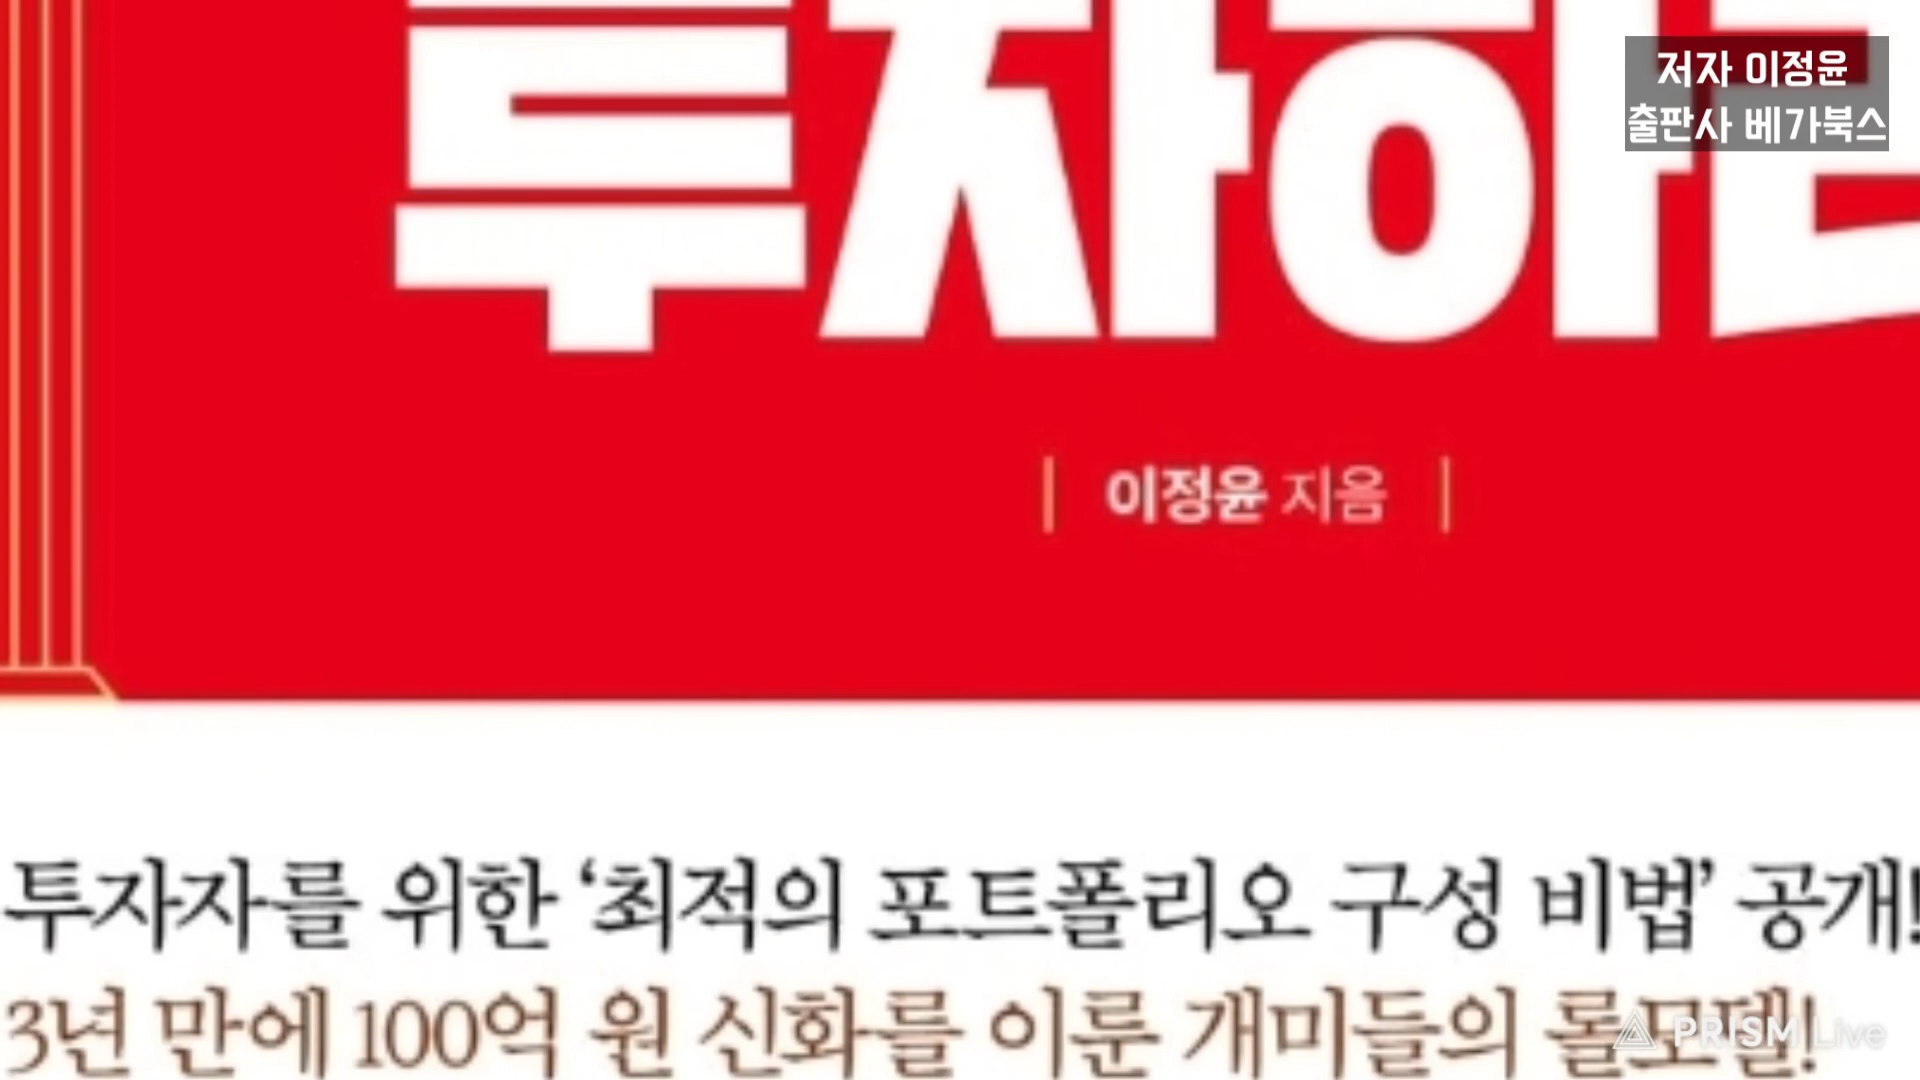 투자하라
저자 이정윤
출판사 베가북스
이정윤 지음
투자자를 위한 ‘최적의 포트폴리오 구성 비법’ 공개!
3년 만에 100억 원 신화를 이룬 개미들의 롤모델!
PRISM Live